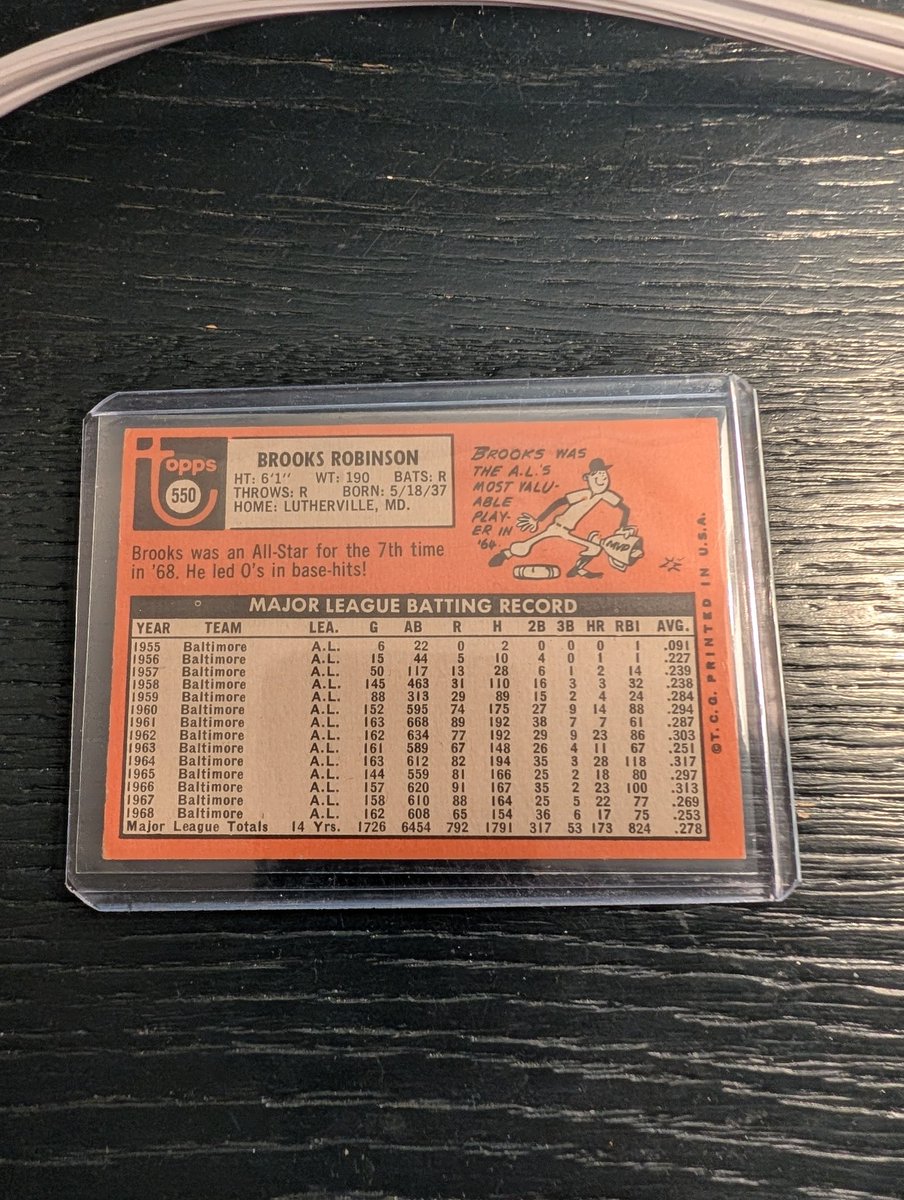 topps
550
BROOKS ROBINSON
HT: 6'1" WT: 190 BATS: R
THROWS: R BORN: 5/18/37
HOME: LUTHERVILLE, MD.
BROOKS WAS
THE A.L.'S
MOST VALU-
ABLE
PLAY-
ER IN
'64.
MVP
Brooks was an All-Star for the 7th time
in '68. He led O's in base-hits!
MAJOR LEAGUE BATTING RECORD
YEAR TEAM LEA. G AB R H 2B 3B HR RBI AVG.
1955 Baltimore A.L. 6 22 0 2 0 0 0 1 .091
1956 Baltimore A.L. 15 44 5 10 4 0 1 1 .227
1957 Baltimore A.L. 50 117 13 28 6 1 2 14 .239
1958 Baltimore A.L. 145 463 31 110 16 3 3 32 .238
1959 Baltimore A.L. 88 313 29 89 15 2 4 24 .284
1960 Baltimore A.L. 152 595 74 175 27 9 14 88 .294
1961 Baltimore A.L. 163 668 89 192 38 7 7 61 .287
1962 Baltimore A.L. 162 634 77 192 29 9 23 86 .303
1963 Baltimore A.L. 161 589 67 148 26 4 11 67 .251
1964 Baltimore A.L. 163 612 82 194 35 3 28 118 .317
1965 Baltimore A.L. 144 559 81 166 25 2 18 80 .297
1966 Baltimore A.L. 157 620 91 167 35 2 23 100 .313
1967 Baltimore A.L. 158 610 88 164 25 5 22 77 .269
1968 Baltimore A.L. 162 608 65 154 36 6 17 75 .253
Major League Totals 14 Yrs. 1726 6454 792 1791 317 53 173 824 .278
©T.C.G. PRINTED IN U.S.A.